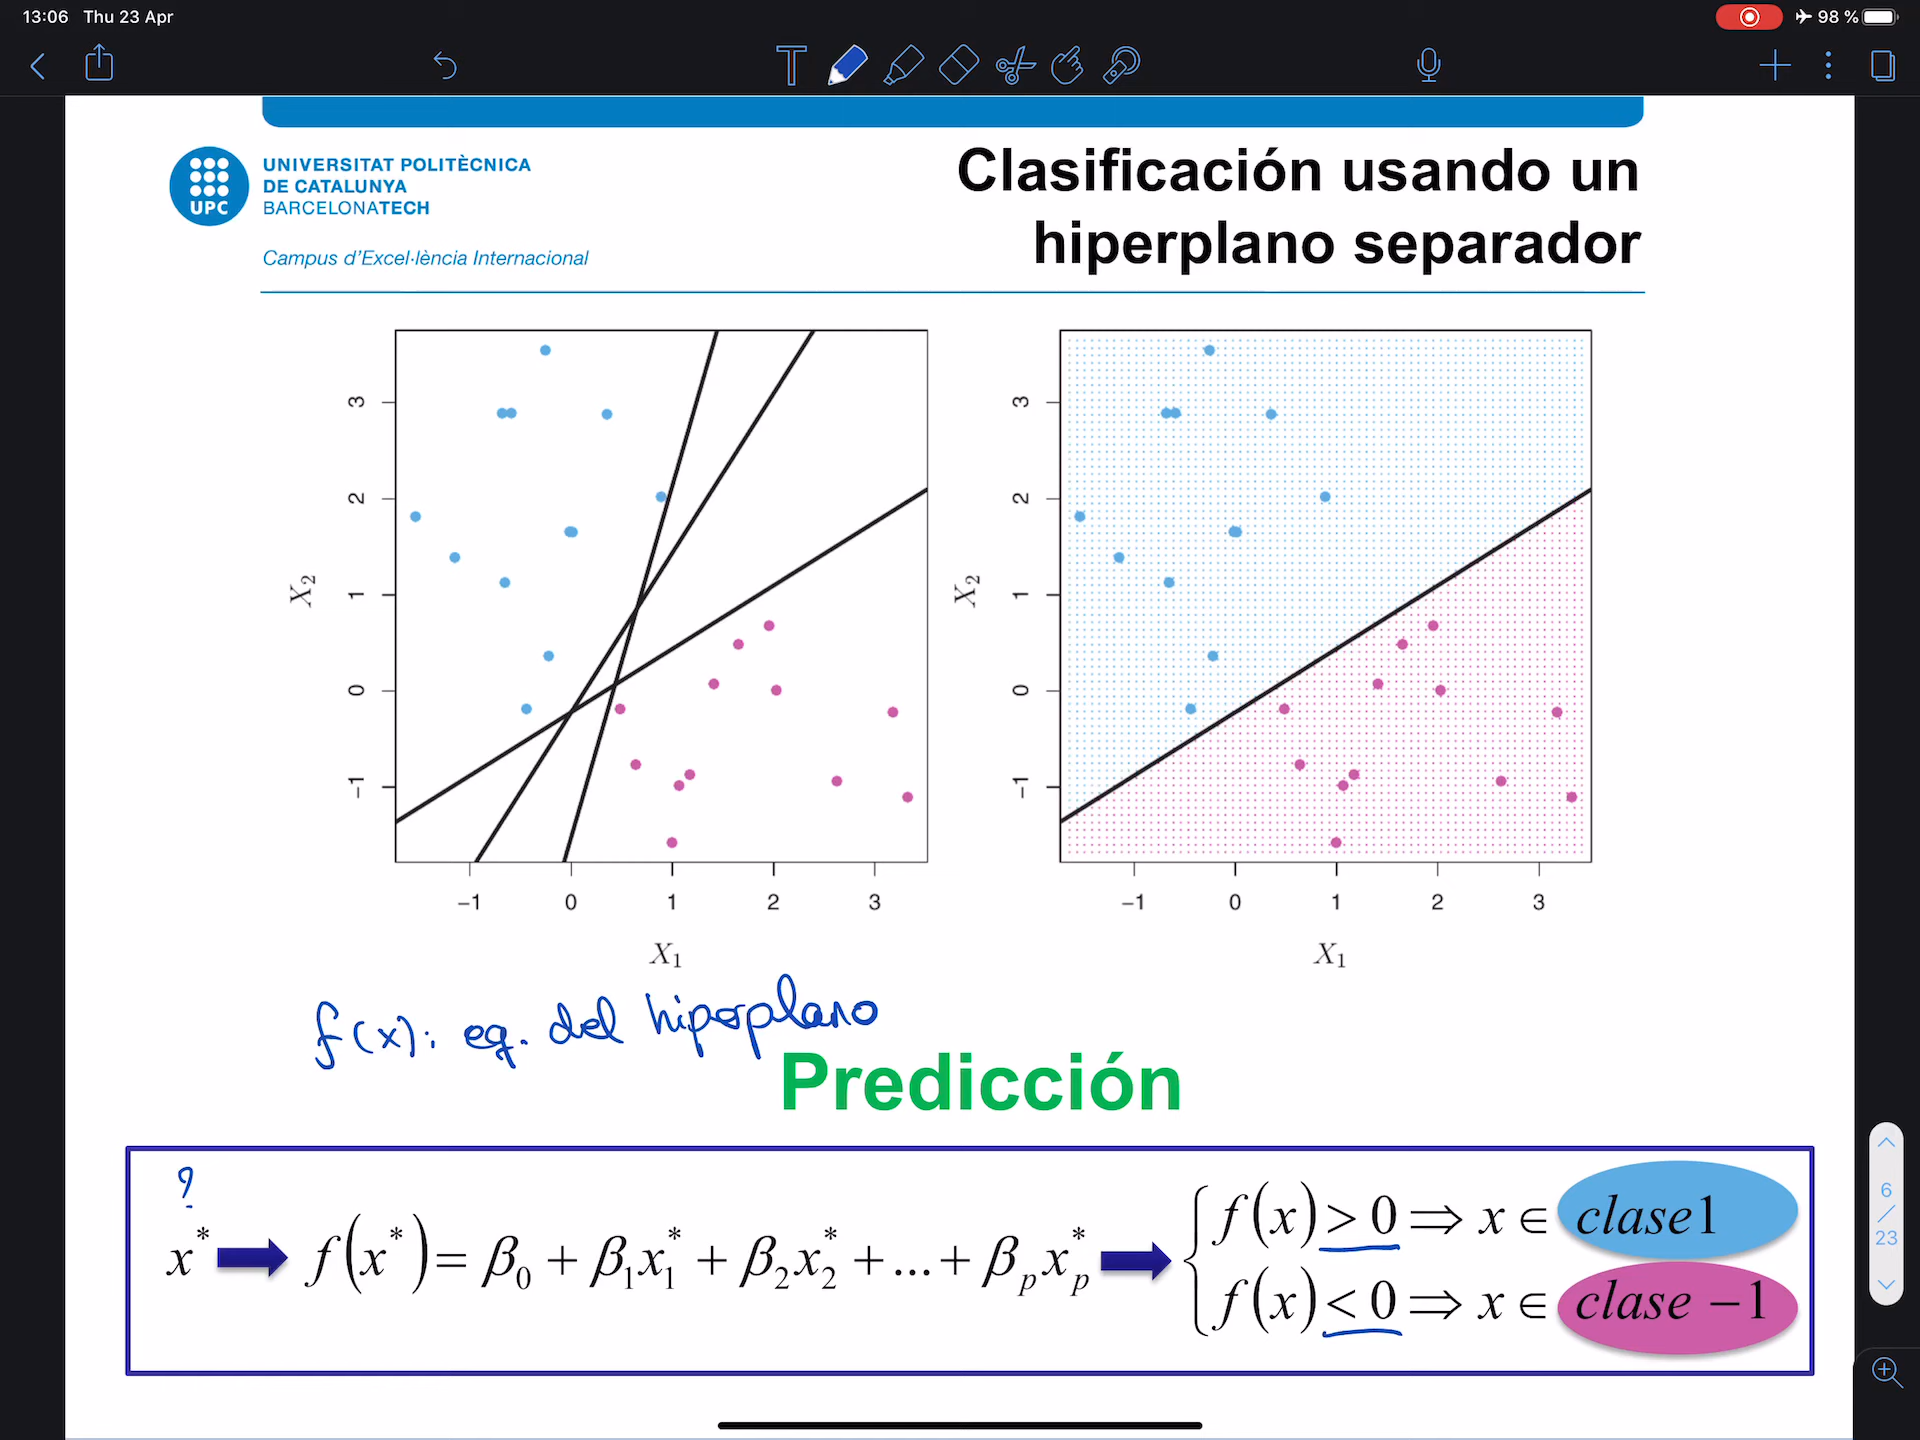 13:06 Thu 23 Apr
98 %
UNIVERSITAT POLITÈCNICA
DE CATALUNYA
BARCELONATECH
UPC
Campus d'Excel·lència Internacional
Clasificación usando un
hiperplano separador
3
2
1
0
−1
X₂
−1 0 1 2 3
X₁
3
2
1
0
−1
X₂
−1 0 1 2 3
X₁
f(x): eq. del hiperplano
Predicción
?
x* f(x*) = β₀ + β₁x₁* + β₂x₂* + ... + βₚxₚ*
f(x) > 0 ⇒ x ∈ clase1
f(x) < 0 ⇒ x ∈ clase −1
6
/
23